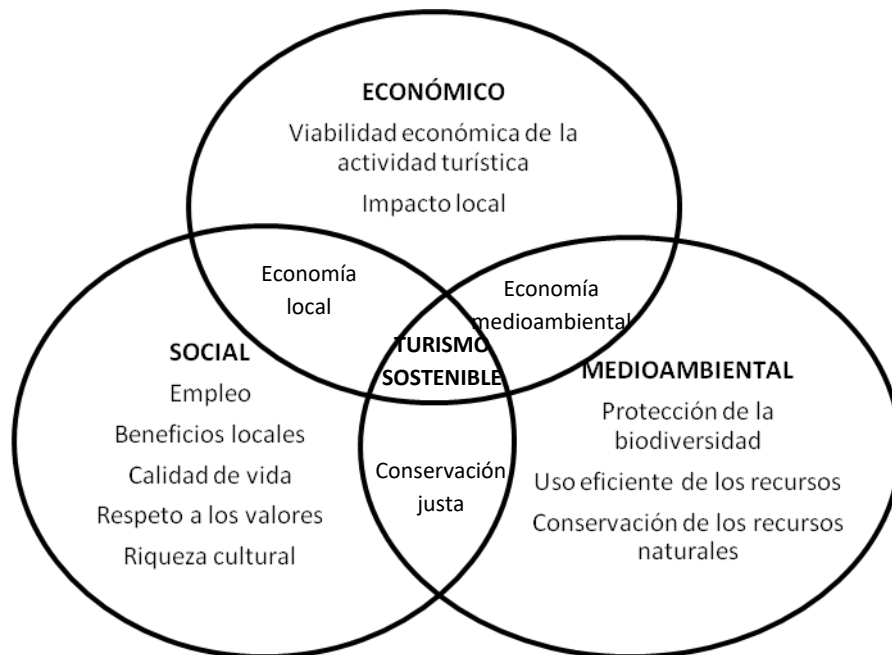 ECONÓMICO
Viabilidad económica de la
actividad turística
Impacto local
Economía
local
Economía
medioambiental
TURISMO
SOSTENIBLE
SOCIAL
Empleo
Beneficios locales
Calidad de vida
Respeto a los valores
Riqueza cultural
MEDIOAMBIENTAL
Protección de la
biodiversidad
Uso eficiente de los recursos
Conservación de los recursos
naturales
Conservación
justa